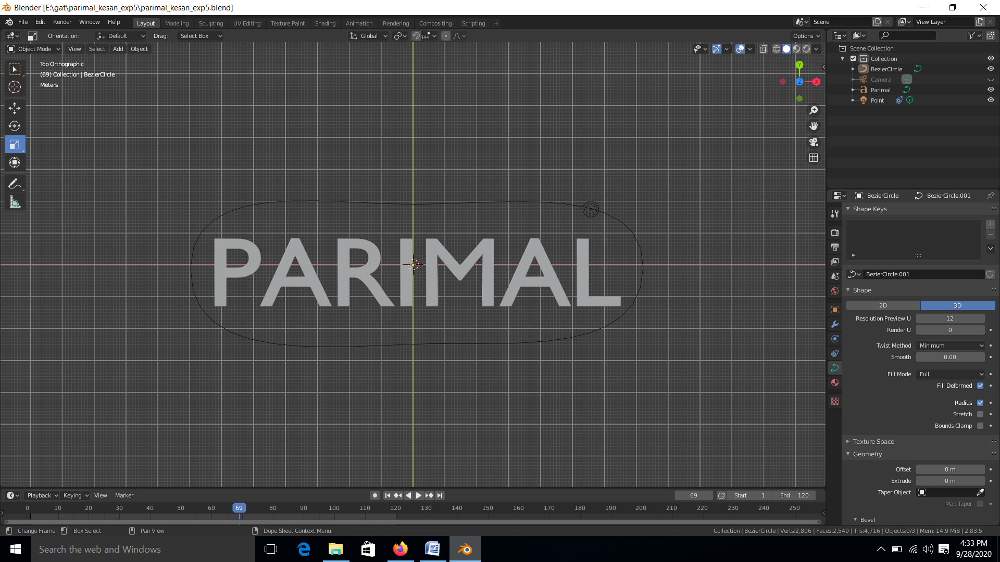 Blender [E:\gat\parimal_kesan_exp5\parimal_kesan_exp5.blend]
File Edit Render Window Help Layout Modeling Sculpting UV Editing Texture Paint Shading Animation Rendering Compositing Scripting + Scene View Layer
Orientation: Default Drag: Select Box Global Options
Object Mode View Select Add Object
Top Orthographic
(69) Collection | BezierCircle
Meters
Y
Z X
PARIMAL
Scene Collection
Collection
BezierCircle
Camera
Parimal
Point
BezierCircle BezierCircle.001
Shape Keys
BezierCircle.001
Shape
2D 3D
Resolution Preview U 12
Render U 0
Twist Method Minimum
Smooth 0.00
Fill Mode Full
Fill Deformed
Radius
Stretch
Bounds Clamp
Texture Space
Geometry
Offset 0 m
Extrude 0 m
Taper Object
Map Taper
Bevel
Playback Keying View Marker 69 Start 1 End 120
0 10 20 30 40 50 60 69 80 90 100 110 120 130 140 150 160 170 180 190 200 210 220 230 240 250
Change Frame Box Select Pan View Dope Sheet Context Menu Collection | BezierCircle | Verts:2,806 | Faces:2,549 | Tris:4,716 | Objects:0/3 | Mem: 14.9 MiB | 2.83.5
Search the web and Windows
4:33 PM
9/28/2020